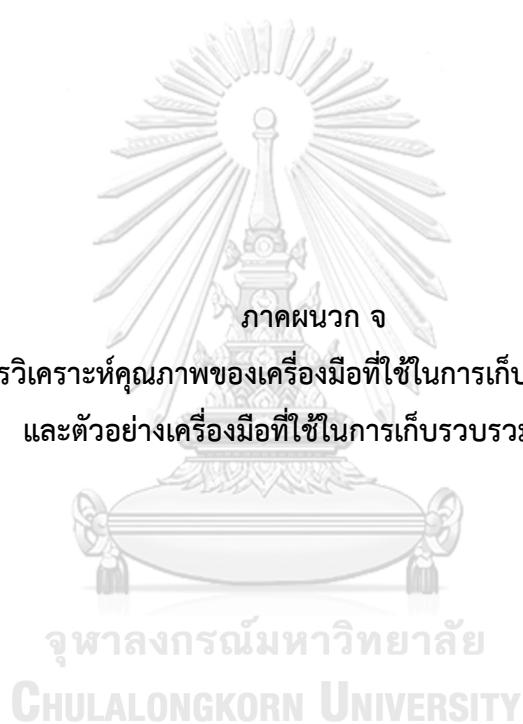 ภาคผนวก จ
รวิเคราะห์คุณภาพของเครื่องมือที่ใช้ในการเก็บ
และตัวอย่างเครื่องมือที่ใช้ในการเก็บรวบรวม
จุฬาลงกรณ์มหาวิทยาลัย
CHULALONGKORN UNIVERSITY